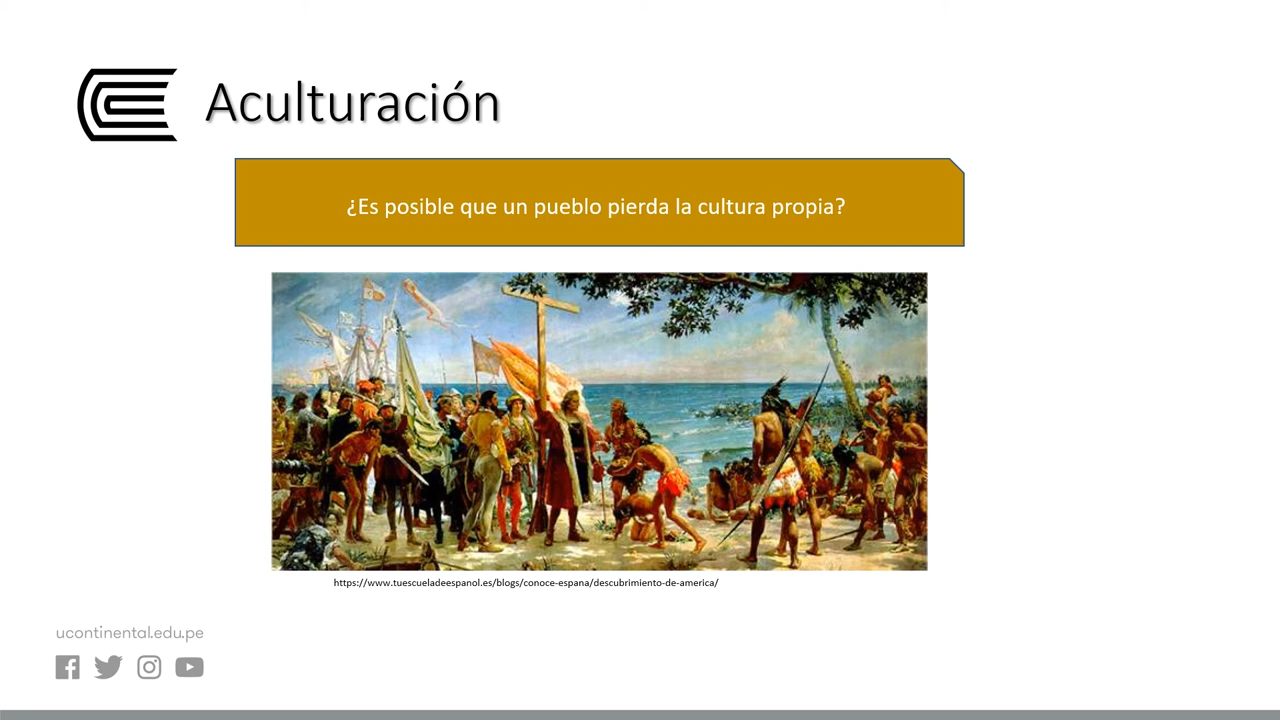 Aculturación
¿Es posible que un pueblo pierda la cultura propia?
https://www.tuescueladeespanol.es/blogs/conoce-espana/descubrimiento-de-america/
ucontinental.edu.pe